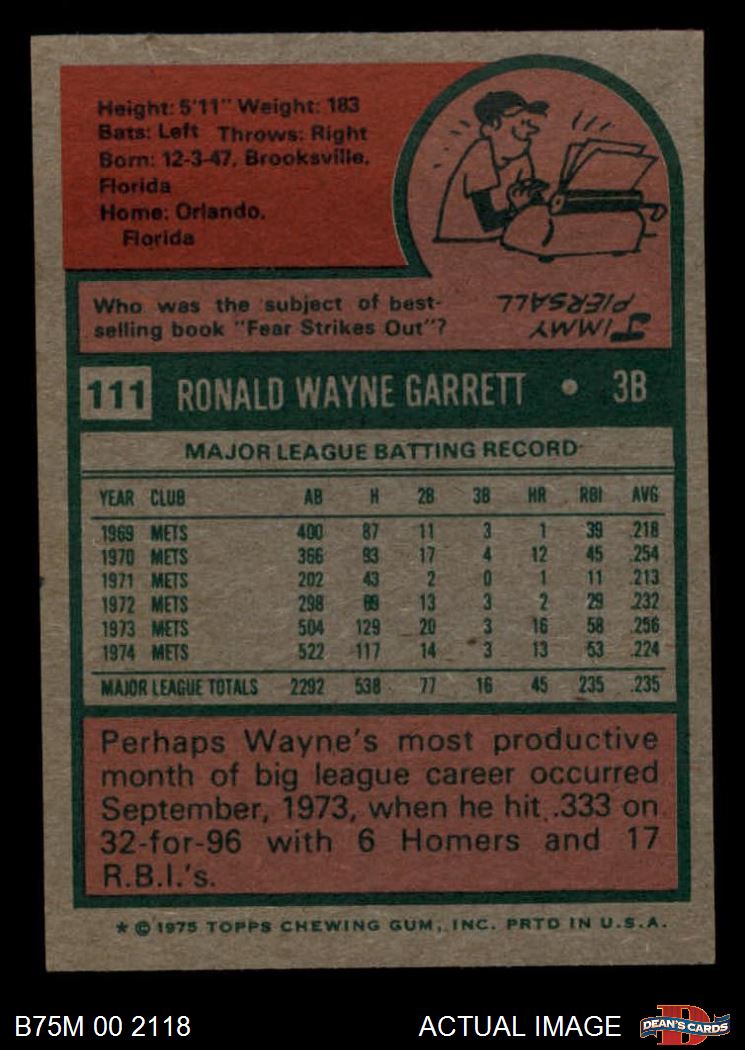 Height: 5'11" Weight: 183
Bats: Left Throws: Right
Born: 12-3-47, Brooksville,
Florida
Home: Orlando,
Florida
Who was the subject of best-
selling book "Fear Strikes Out"?
JIMMY
PIERSALL
111 RONALD WAYNE GARRETT • 3B
MAJOR LEAGUE BATTING RECORD
YEAR CLUB AB H 2B 3B HR RBI AVG
1969 METS 400 87 11 3 1 39 .218
1970 METS 366 93 17 4 12 45 .254
1971 METS 202 43 2 0 1 11 .213
1972 METS 298 69 13 3 2 29 .232
1973 METS 504 129 20 3 16 58 .256
1974 METS 522 117 14 3 13 53 .224
MAJOR LEAGUE TOTALS 2292 538 77 16 45 235 .235
Perhaps Wayne's most productive
month of big league career occurred
September, 1973, when he hit .333 on
32-for-96 with 6 Homers and 17
R.B.I.'s.
* © 1975 TOPPS CHEWING GUM, INC. PRTD IN U.S.A.
B75M 00 2118 ACTUAL IMAGE D DEAN'S CARDS